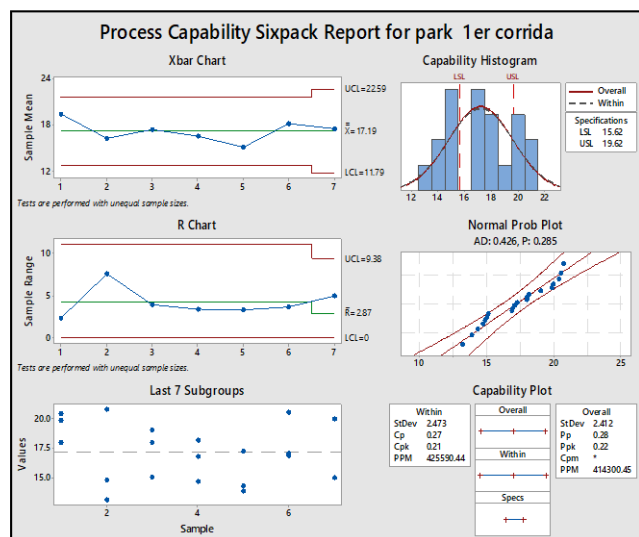 Process Capability Sixpack Report for park 1er corrida
Xbar Chart
Sample Mean
24
18
12
UCL=22.59
X=17.19
LCL=11.79
1 2 3 4 5 6 7
Tests are performed with unequal sample sizes.
Capability Histogram
LSL USL
Overall
Within
Specifications
LSL 15.62
USL 19.62
12 14 16 18 20 22
R Chart
Sample Range
10
5
0
UCL=9.38
R=2.87
LCL=0
1 2 3 4 5 6 7
Tests are performed with unequal sample sizes.
Normal Prob Plot
AD: 0.426, P: 0.285
10 15 20 25
Last 7 Subgroups
Values
20.0
17.5
15.0
2 4 6
Sample
Capability Plot
Within
StDev 2.473
Cp 0.27
Cpk 0.21
PPM 425590.44
Overall
Within
Specs
Overall
StDev 2.412
Pp 0.28
Ppk 0.22
Cpm *
PPM 414300.45